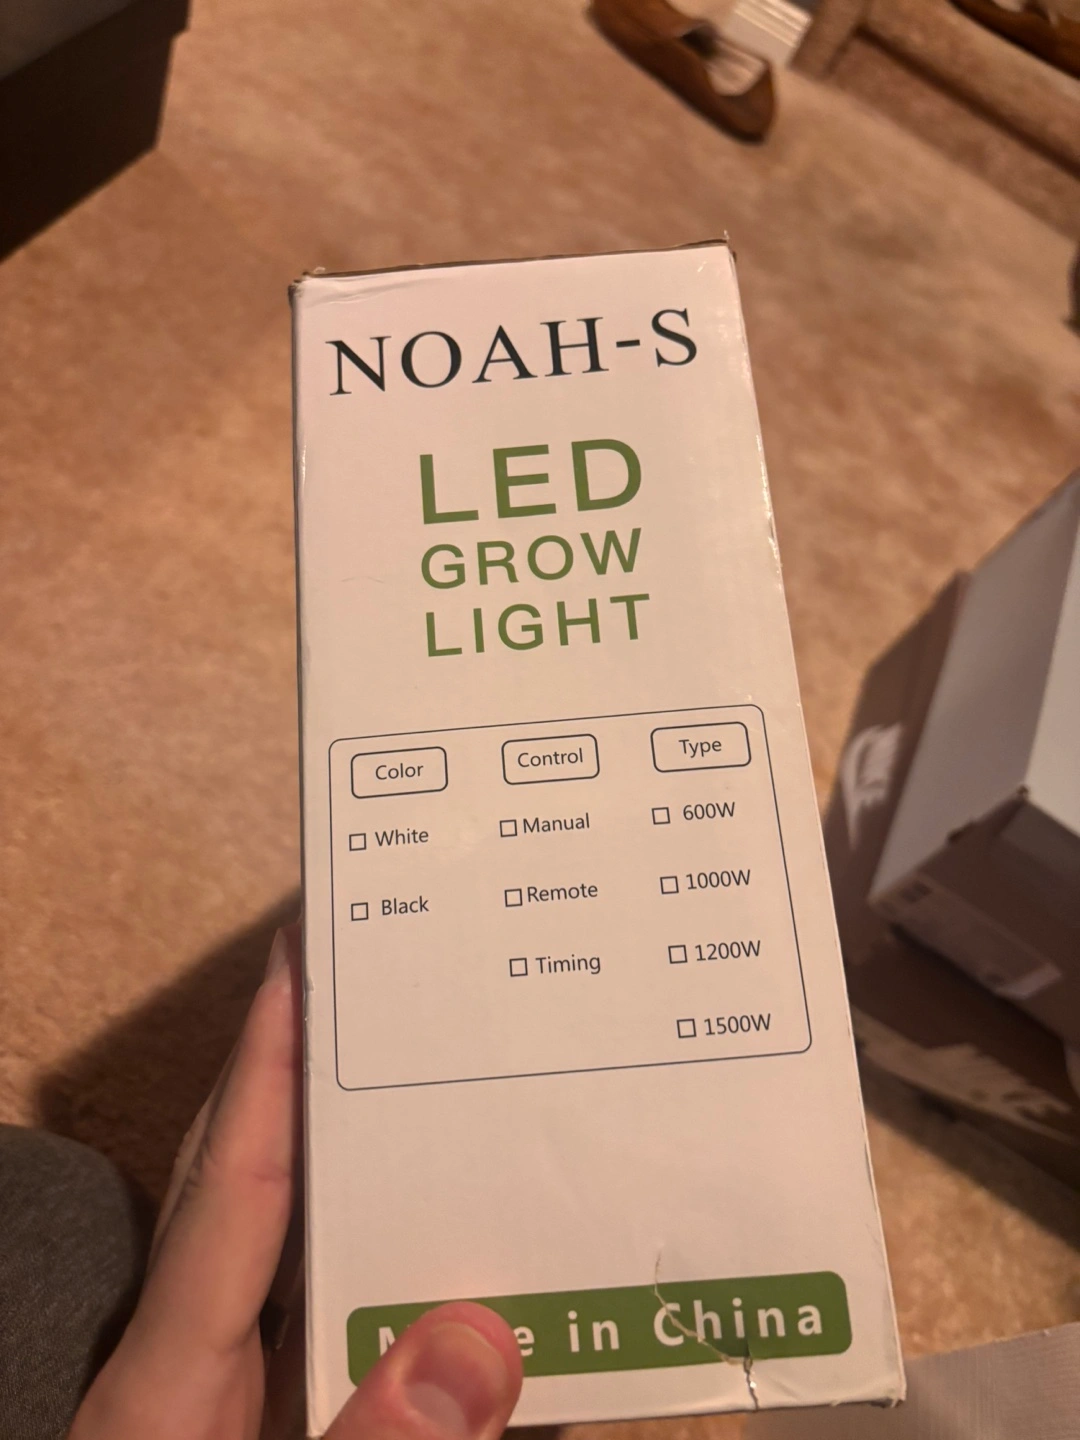 NOAH-S
LED
GROW
LIGHT
Color Control Type
☐ White ☐ Manual ☐ 600W
☐ Black ☐ Remote ☐ 1000W
☐ Timing ☐ 1200W
☐ 1500W
in China